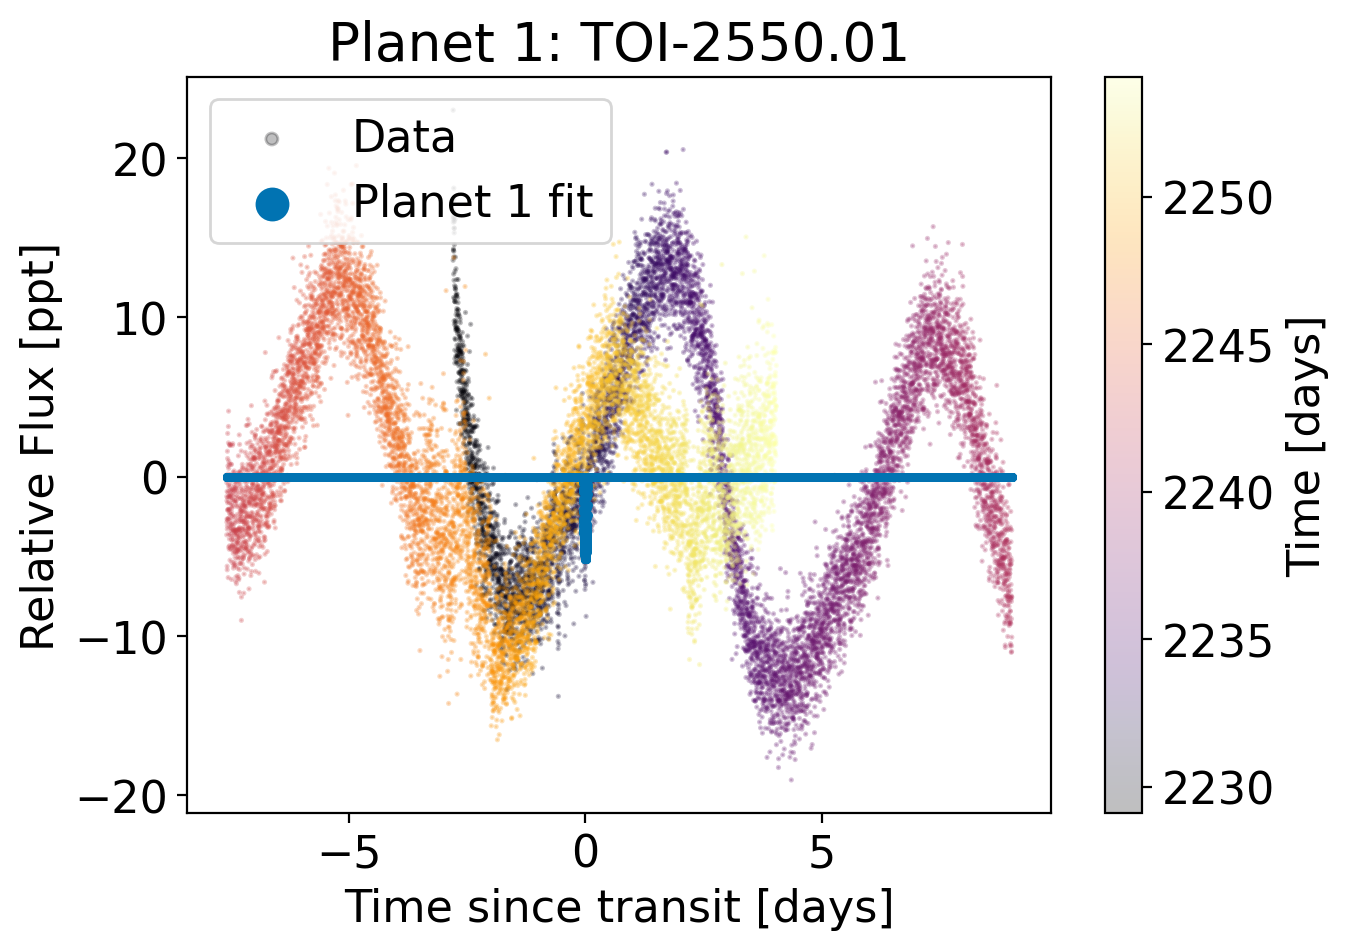 Planet 1: TOI-2550.01
Data
Planet 1 fit
Relative Flux [ppt]
20
10
0
−10
−20
−5
0
5
Time since transit [days]
2250
2245
2240
2235
2230
Time [days]